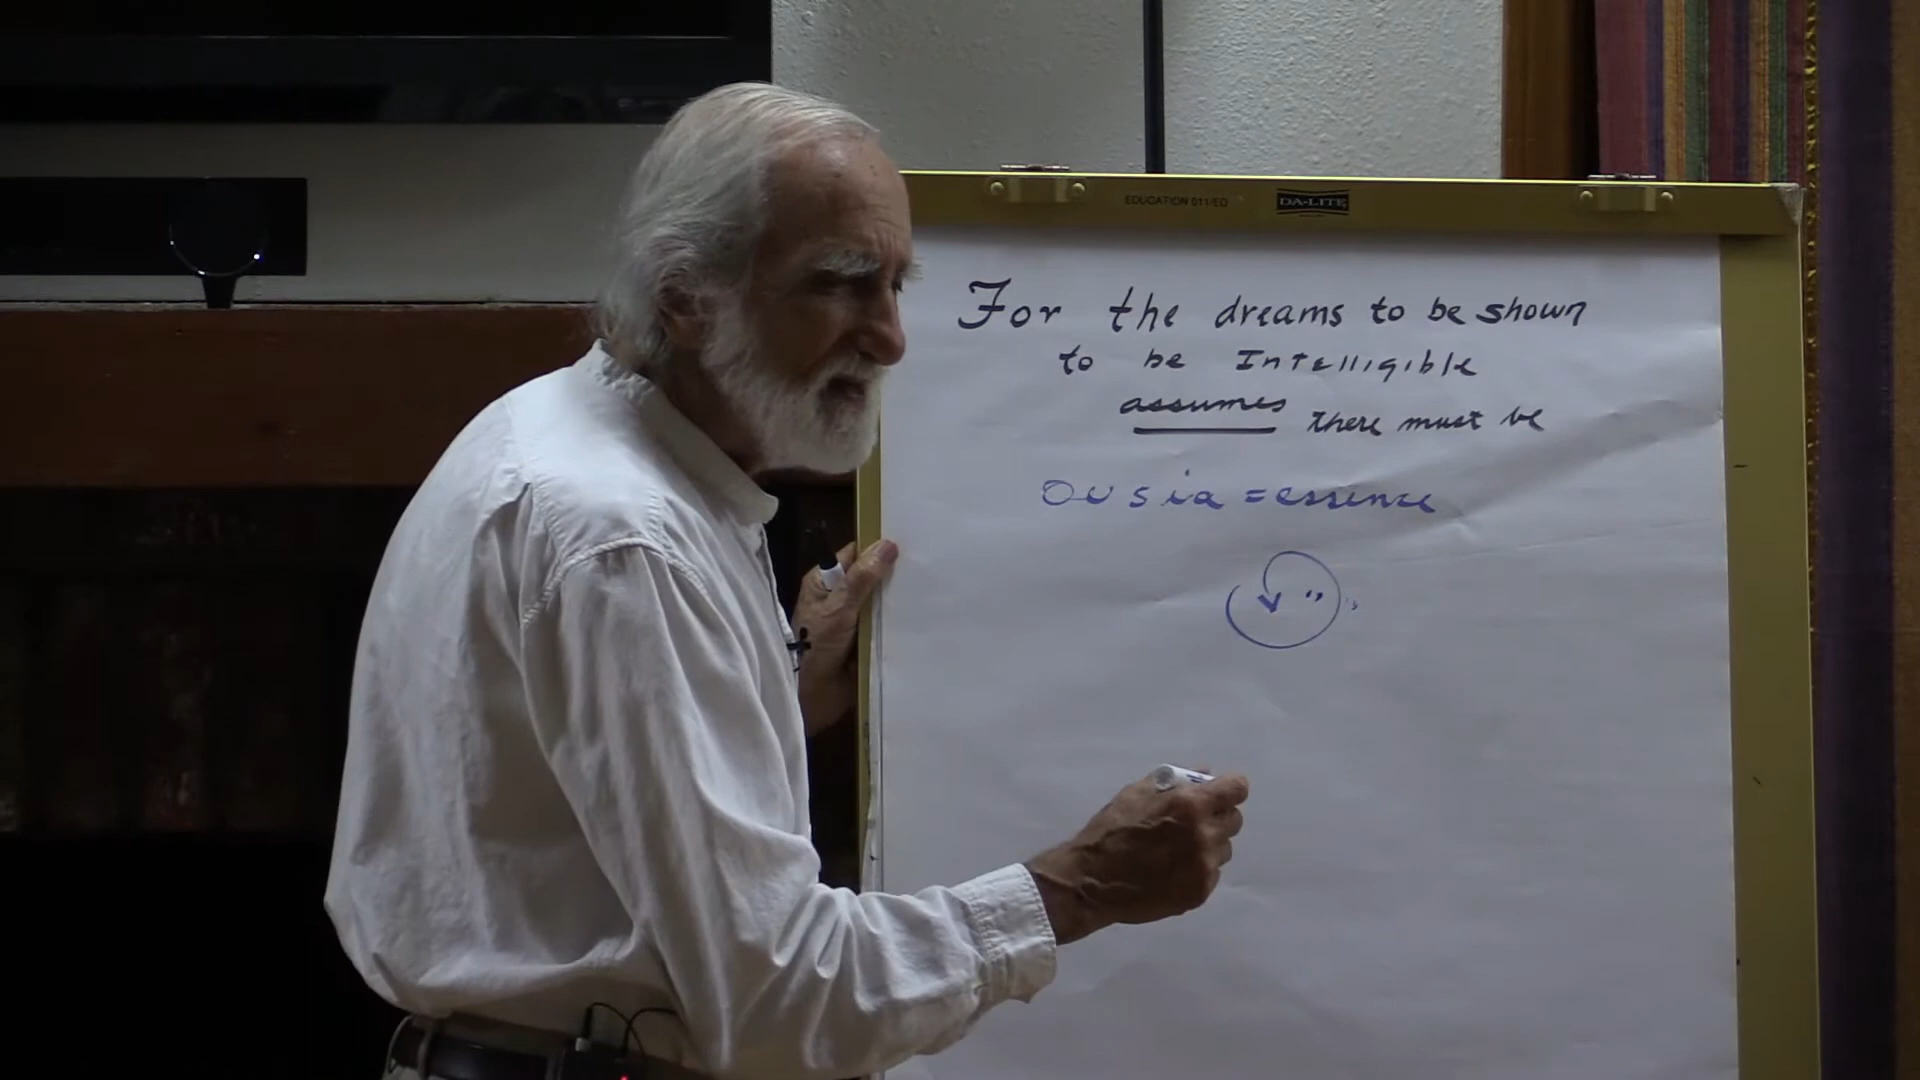 EDUCATION 011/ED DA-LITE
For the dreams to be shown
to be Intelligible
assumes there must be
Ousia = essence